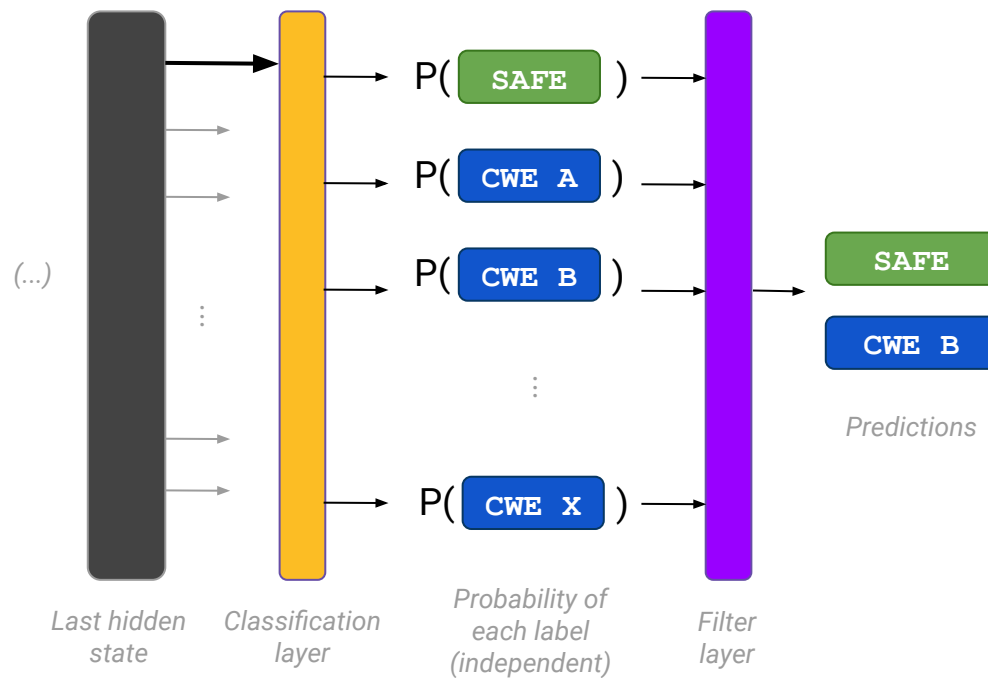 P( SAFE )
P( CWE A )
P( CWE B )
(...)
SAFE
CWE B
Predictions
P( CWE X )
Last hidden
state
Classification
layer
Probability of
each label
(independent)
Filter
layer